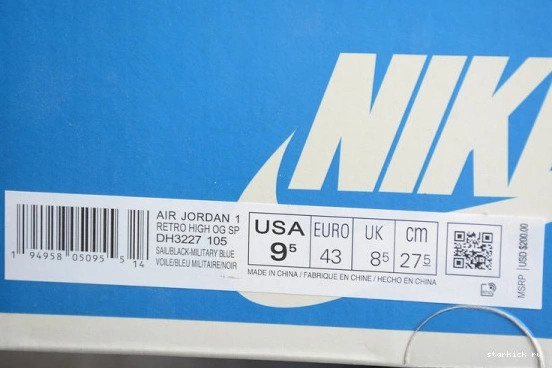 NIKE
AIR JORDAN 1
RETRO HIGH OG SP
DH3227 105
SAIL/BLACK-MILITARY BLUE
VOILE/BLEU MILITAIRE/NOIR
1 94958 05095 5 14
USA EURO UK cm
9⁵ 43 8⁵ 27⁵
MADE IN CHINA / FABRIQUE EN CHINE / HECHO EN CHINA
MSRP USD $200.00
starkick.ru